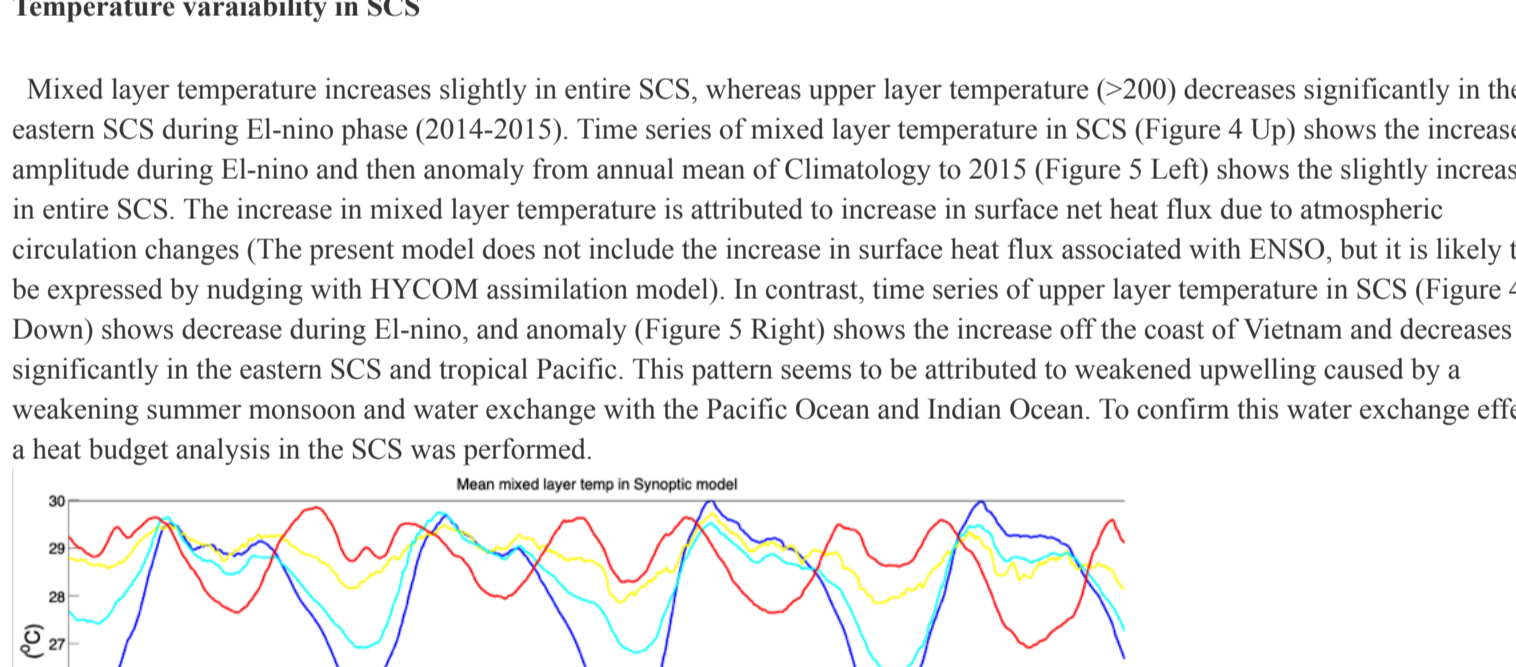 Temperature varaiability in SCS
Mixed layer temperature increases slightly in entire SCS, whereas upper layer temperature (>200) decreases significantly in the
eastern SCS during El-nino phase (2014-2015). Time series of mixed layer temperature in SCS (Figure 4 Up) shows the increase
amplitude during El-nino and then anomaly from annual mean of Climatology to 2015 (Figure 5 Left) shows the slightly increas
in entire SCS. The increase in mixed layer temperature is attributed to increase in surface net heat flux due to atmospheric
circulation changes (The present model does not include the increase in surface heat flux associated with ENSO, but it is likely t
be expressed by nudging with HYCOM assimilation model). In contrast, time series of upper layer temperature in SCS (Figure 4
Down) shows decrease during El-nino, and anomaly (Figure 5 Right) shows the increase off the coast of Vietnam and decreases
significantly in the eastern SCS and tropical Pacific. This pattern seems to be attributed to weakened upwelling caused by a
weakening summer monsoon and water exchange with the Pacific Ocean and Indian Ocean. To confirm this water exchange effe
a heat budget analysis in the SCS was performed.
Mean mixed layer temp in Synoptic model
30
29
28
27
(°C)